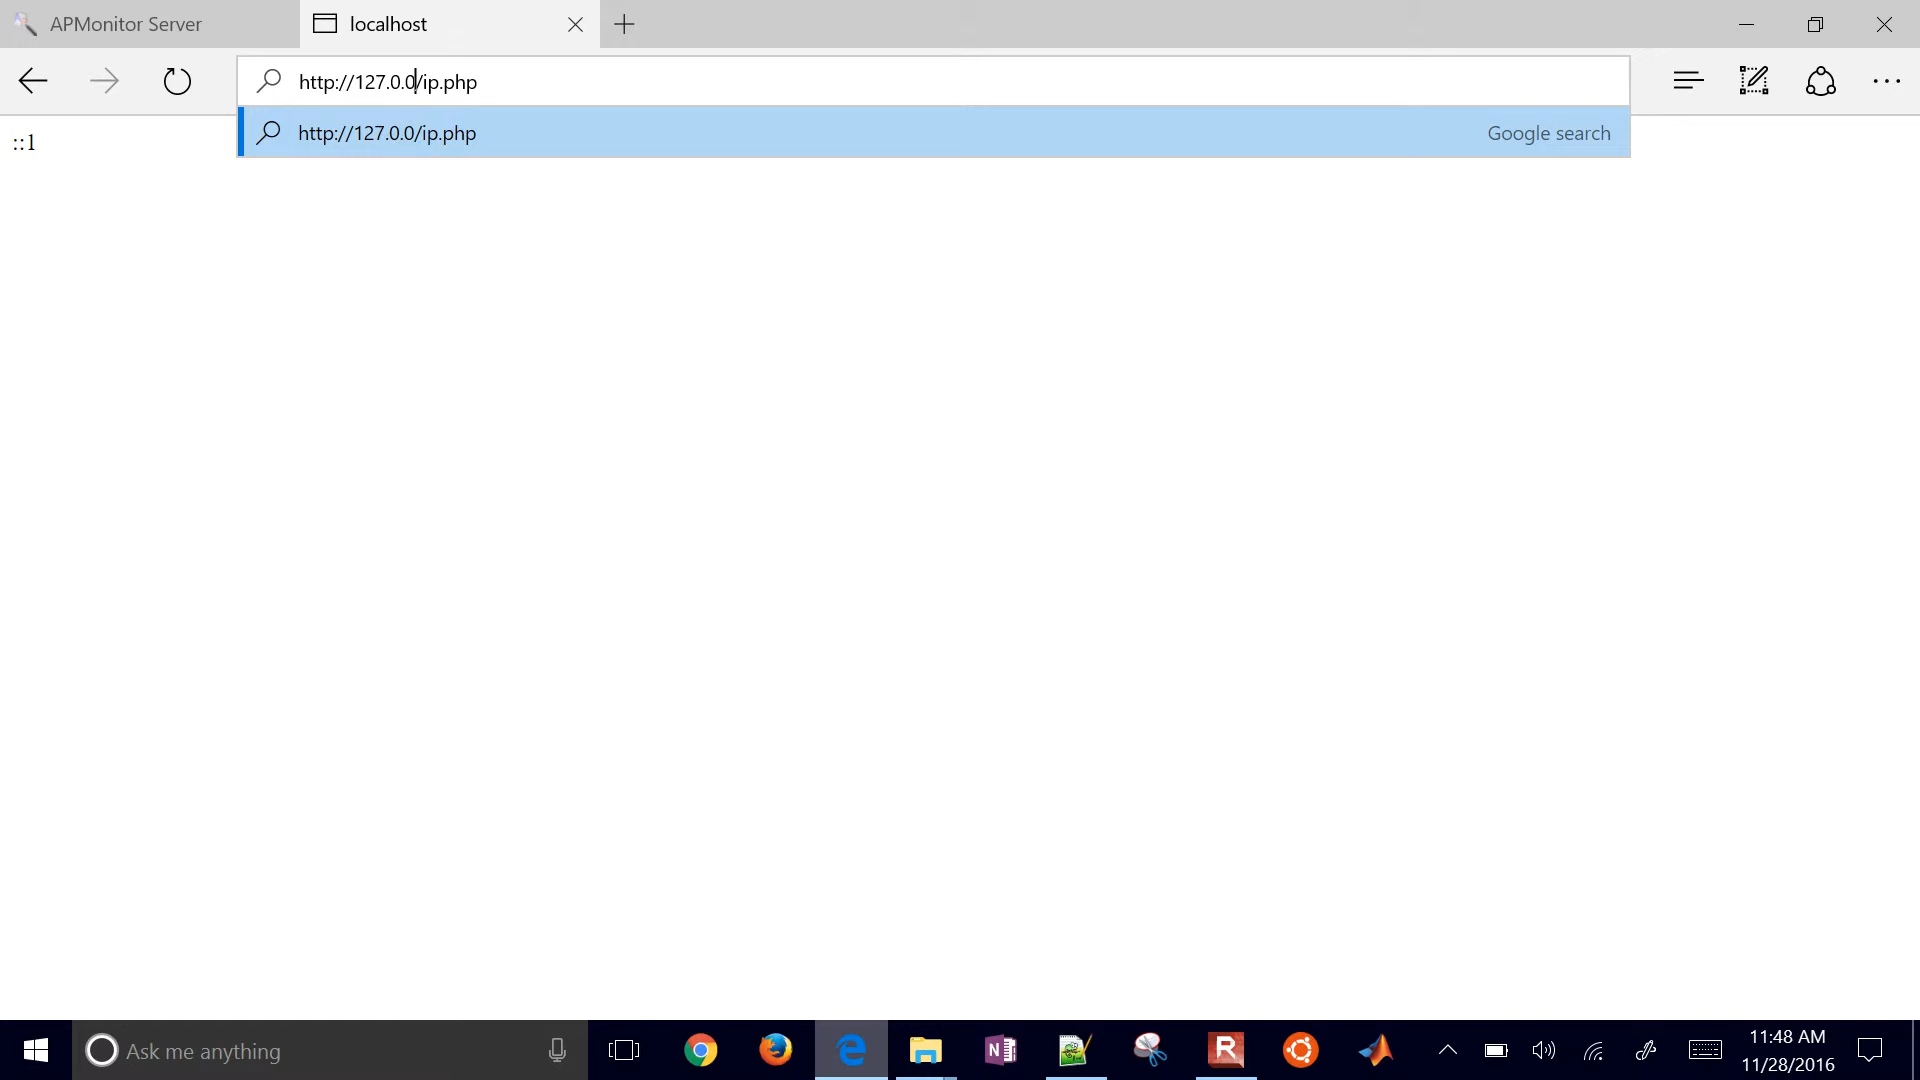 APMonitor Server
localhost
http://127.0.0/ip.php
http://127.0.0/ip.php Google search
::1
Ask me anything
N
R
11:48 AM
11/28/2016